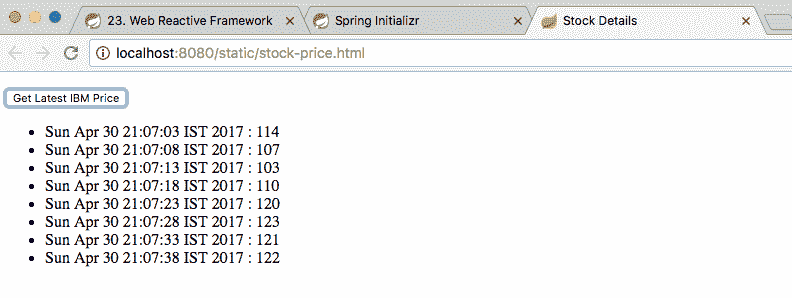 23. Web Reactive Framework
Spring Initializr
Stock Details
localhost:8080/static/stock-price.html
Get Latest IBM Price
Sun Apr 30 21:07:03 IST 2017 : 114
Sun Apr 30 21:07:08 IST 2017 : 107
Sun Apr 30 21:07:13 IST 2017 : 103
Sun Apr 30 21:07:18 IST 2017 : 110
Sun Apr 30 21:07:23 IST 2017 : 120
Sun Apr 30 21:07:28 IST 2017 : 123
Sun Apr 30 21:07:33 IST 2017 : 121
Sun Apr 30 21:07:38 IST 2017 : 122